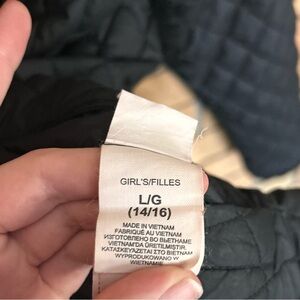 GIRL'S/FILLES
L/G
(14/16)
MADE IN VIETNAM
FABRIQUÉ AU VIETNAM
ИЗГОТОВЛЕНО ВО ВЬЕТНАМЕ
VIETNAM'DA ÜRETILMIŞTIR.
ΚΑΤΑΣΚΕΥΑΖΕΤΑΙ ΣΤΟ ΒΙΕΤΝΑΜ
WYPRODUKOWANO W
WIETNAMIE